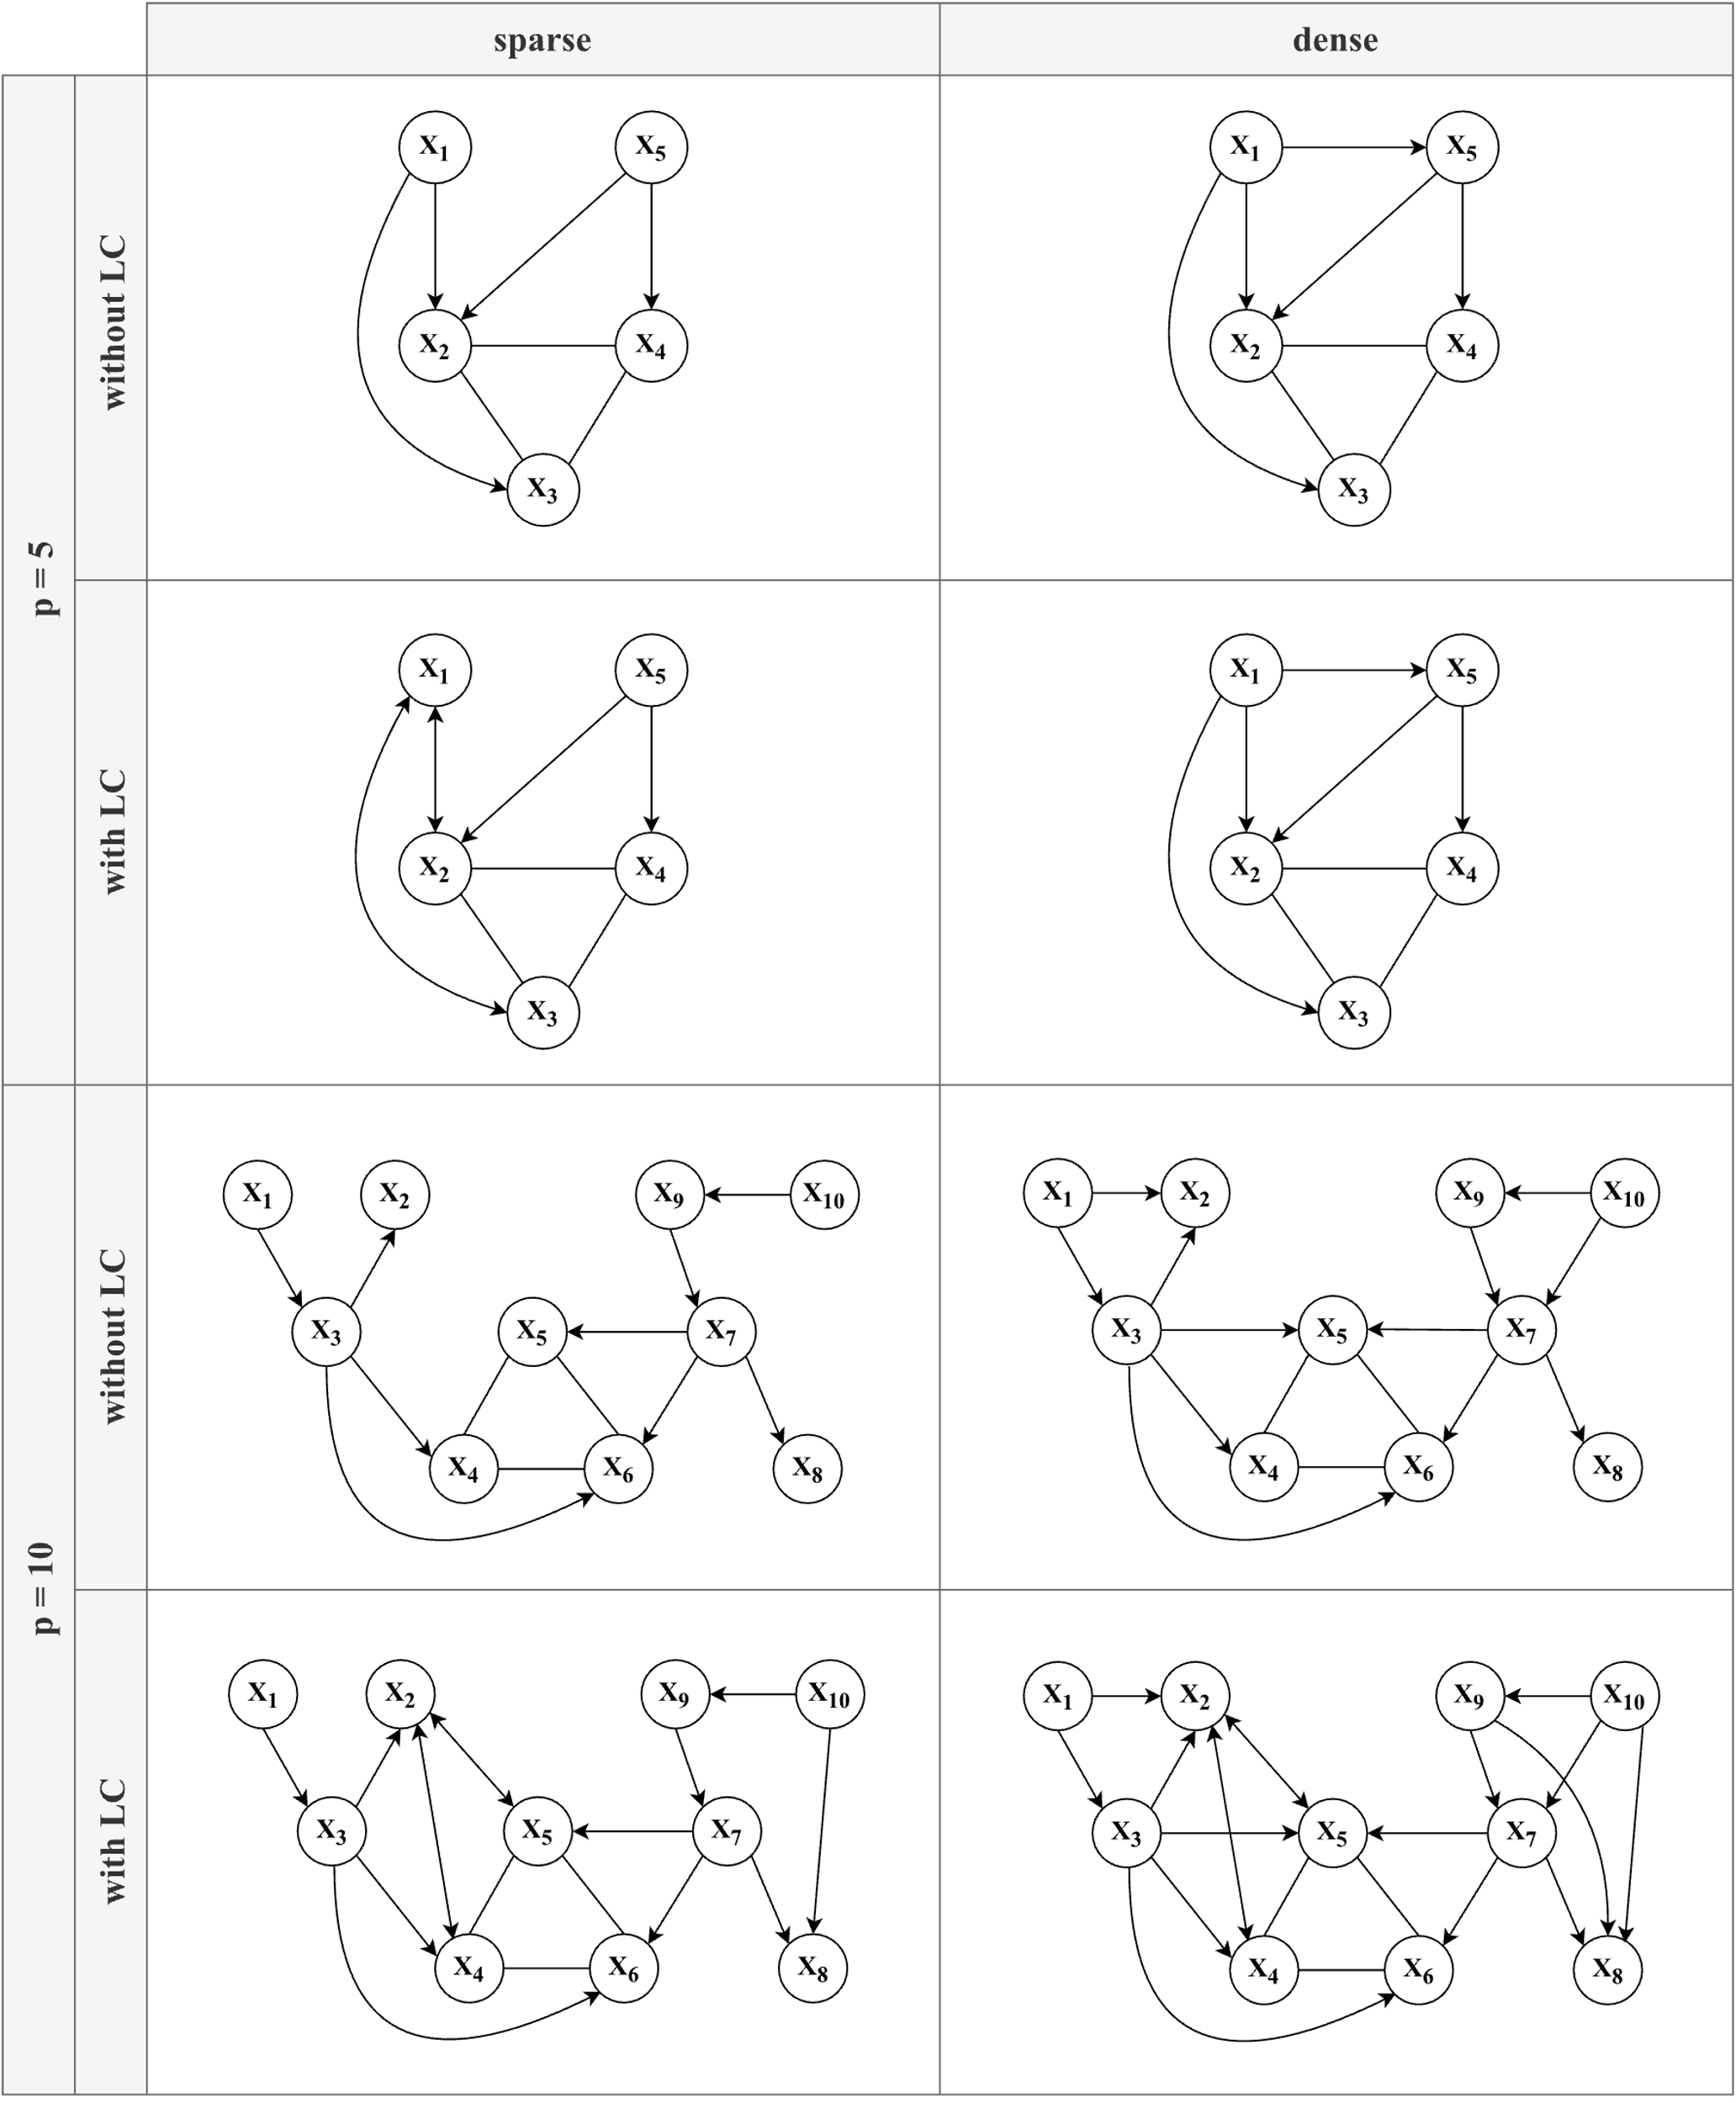 sparse
dense
p = 5
without LC
X1
X5
X2
X4
X3
X1
X5
X2
X4
X3
with LC
X1
X5
X2
X4
X3
X1
X5
X2
X4
X3
p = 10
without LC
X1
X2
X9
X10
X3
X5
X7
X4
X6
X8
X1
X2
X9
X10
X3
X5
X7
X4
X6
X8
with LC
X1
X2
X9
X10
X3
X5
X7
X4
X6
X8
X1
X2
X9
X10
X3
X5
X7
X4
X6
X8